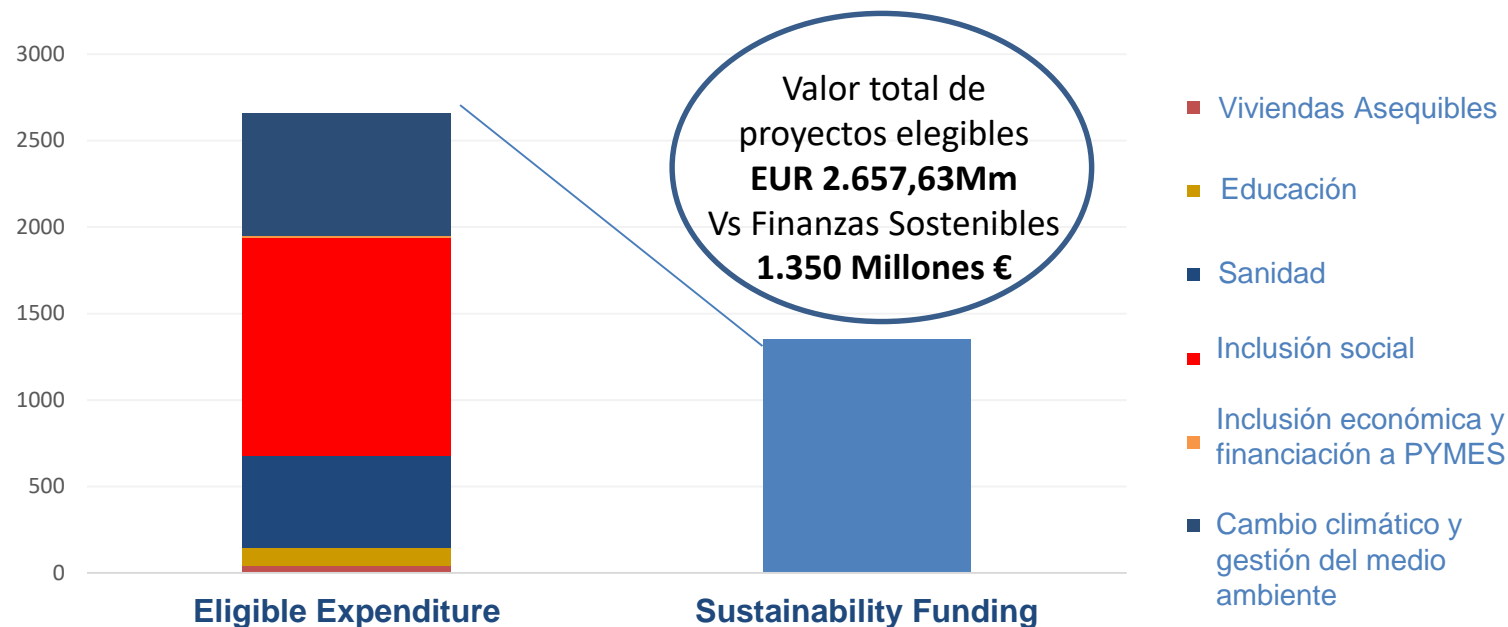 3000
2500
2000
1500
1000
500
0
Eligible Expenditure
Sustainability Funding
Valor total de
proyectos elegibles
EUR 2.657,63Mm
Vs Finanzas Sostenibles
1.350 Millones €
Viviendas Asequibles
Educación
Sanidad
Inclusión social
Inclusión económica y
financiación a PYMES
Cambio climático y
gestión del medio
ambiente